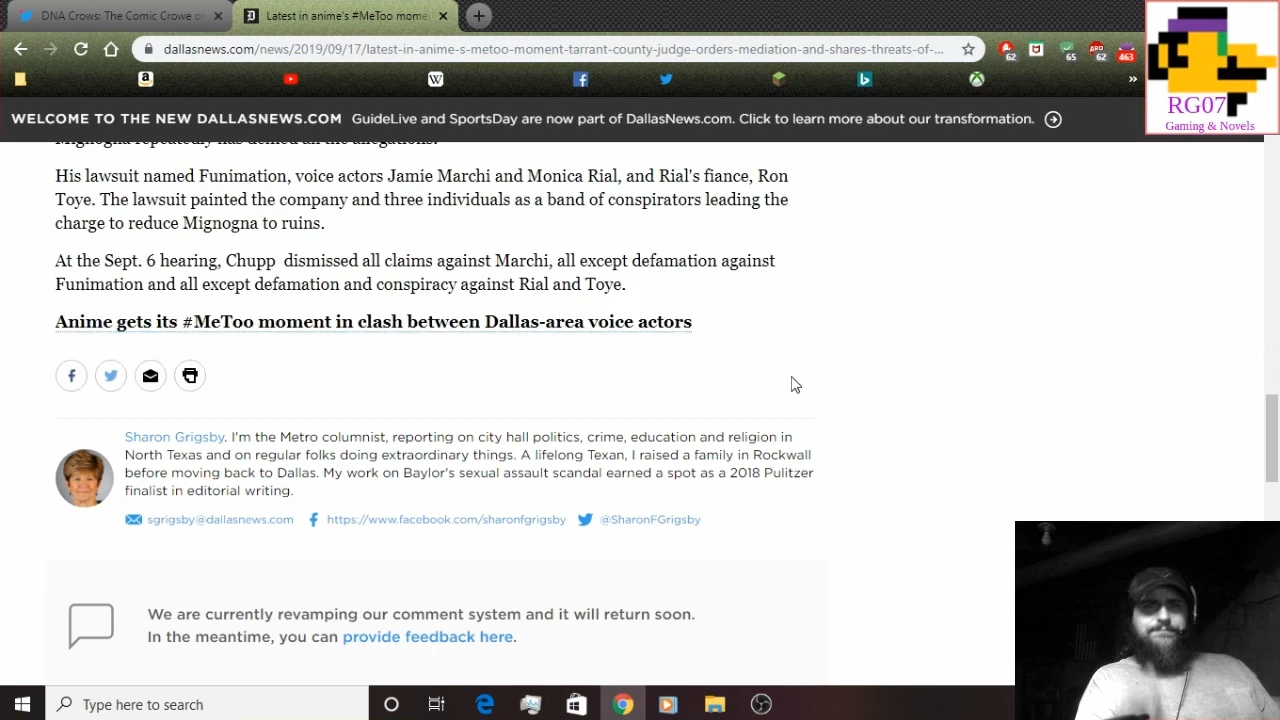 DNA Crows: The Comic Crowe
Latest in anime's #MeToo mome
dallasnews.com/news/2019/09/17/latest-in-anime-s-metoo-moment-tarrant-county-judge-orders-mediation-and-shares-threats-of-...
62
65
62
463
WELCOME TO THE NEW DALLASNEWS.COM GuideLive and SportsDay are now part of DallasNews.com. Click to learn more about our transformation.
RG07
Gaming & Novels
Mignogna repeatedly has denied all the allegations.
His lawsuit named Funimation, voice actors Jamie Marchi and Monica Rial, and Rial's fiance, Ron
Toye. The lawsuit painted the company and three individuals as a band of conspirators leading the
charge to reduce Mignogna to ruins.
At the Sept. 6 hearing, Chupp dismissed all claims against Marchi, all except defamation against
Funimation and all except defamation and conspiracy against Rial and Toye.
Anime gets its #MeToo moment in clash between Dallas-area voice actors
Sharon Grigsby. I'm the Metro columnist, reporting on city hall politics, crime, education and religion in
North Texas and on regular folks doing extraordinary things. A lifelong Texan, I raised a family in Rockwall
before moving back to Dallas. My work on Baylor's sexual assault scandal earned a spot as a 2018 Pulitzer
finalist in editorial writing.
sgrigsby@dallasnews.com https://www.facebook.com/sharonfgrigsby @SharonFGrigsby
We are currently revamping our comment system and it will return soon.
In the meantime, you can provide feedback here.
Type here to search